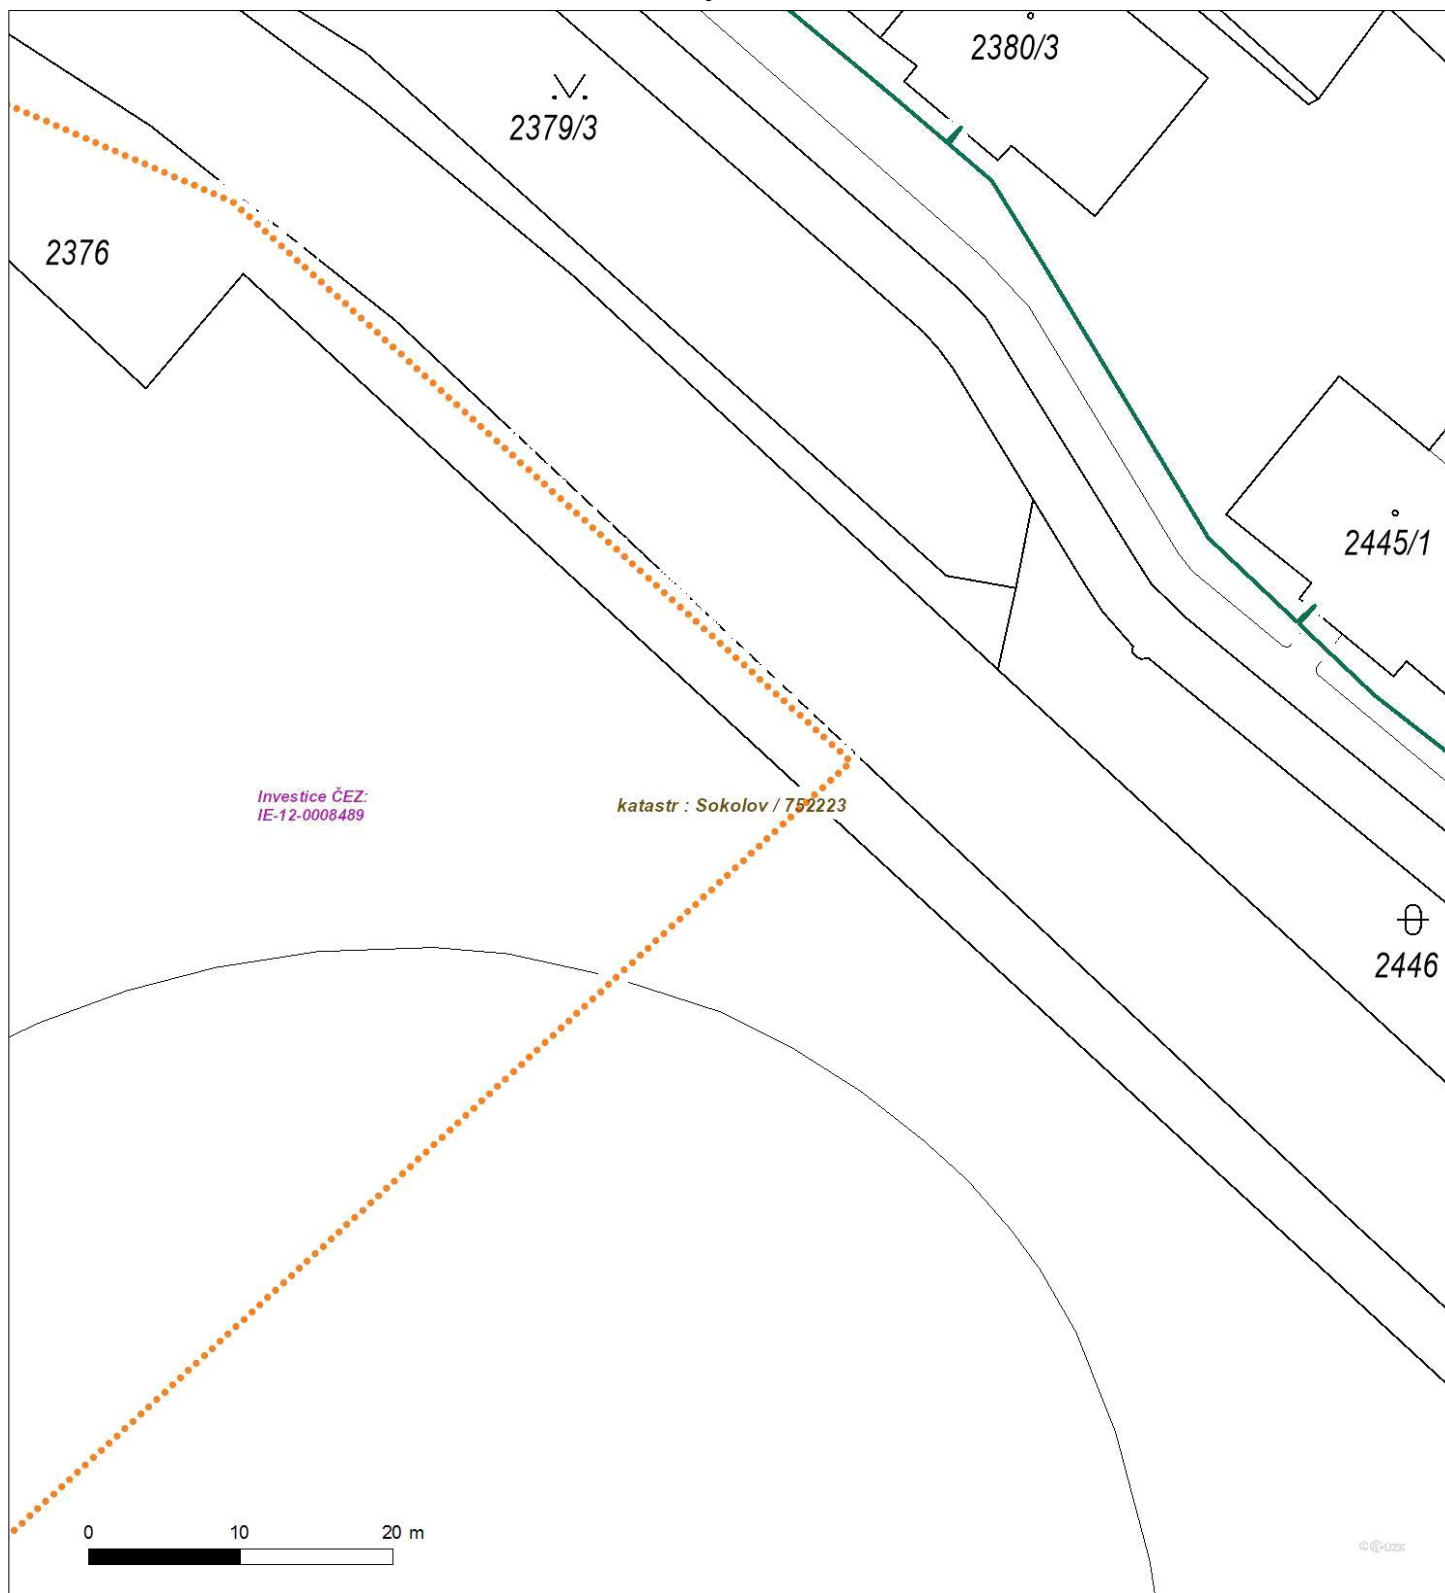 2380/3
2379/3
2376
2445/1
Investice ČEZ:
IE-12-0008489
katastr : Sokolov / 752223
2446
0 10 20 m